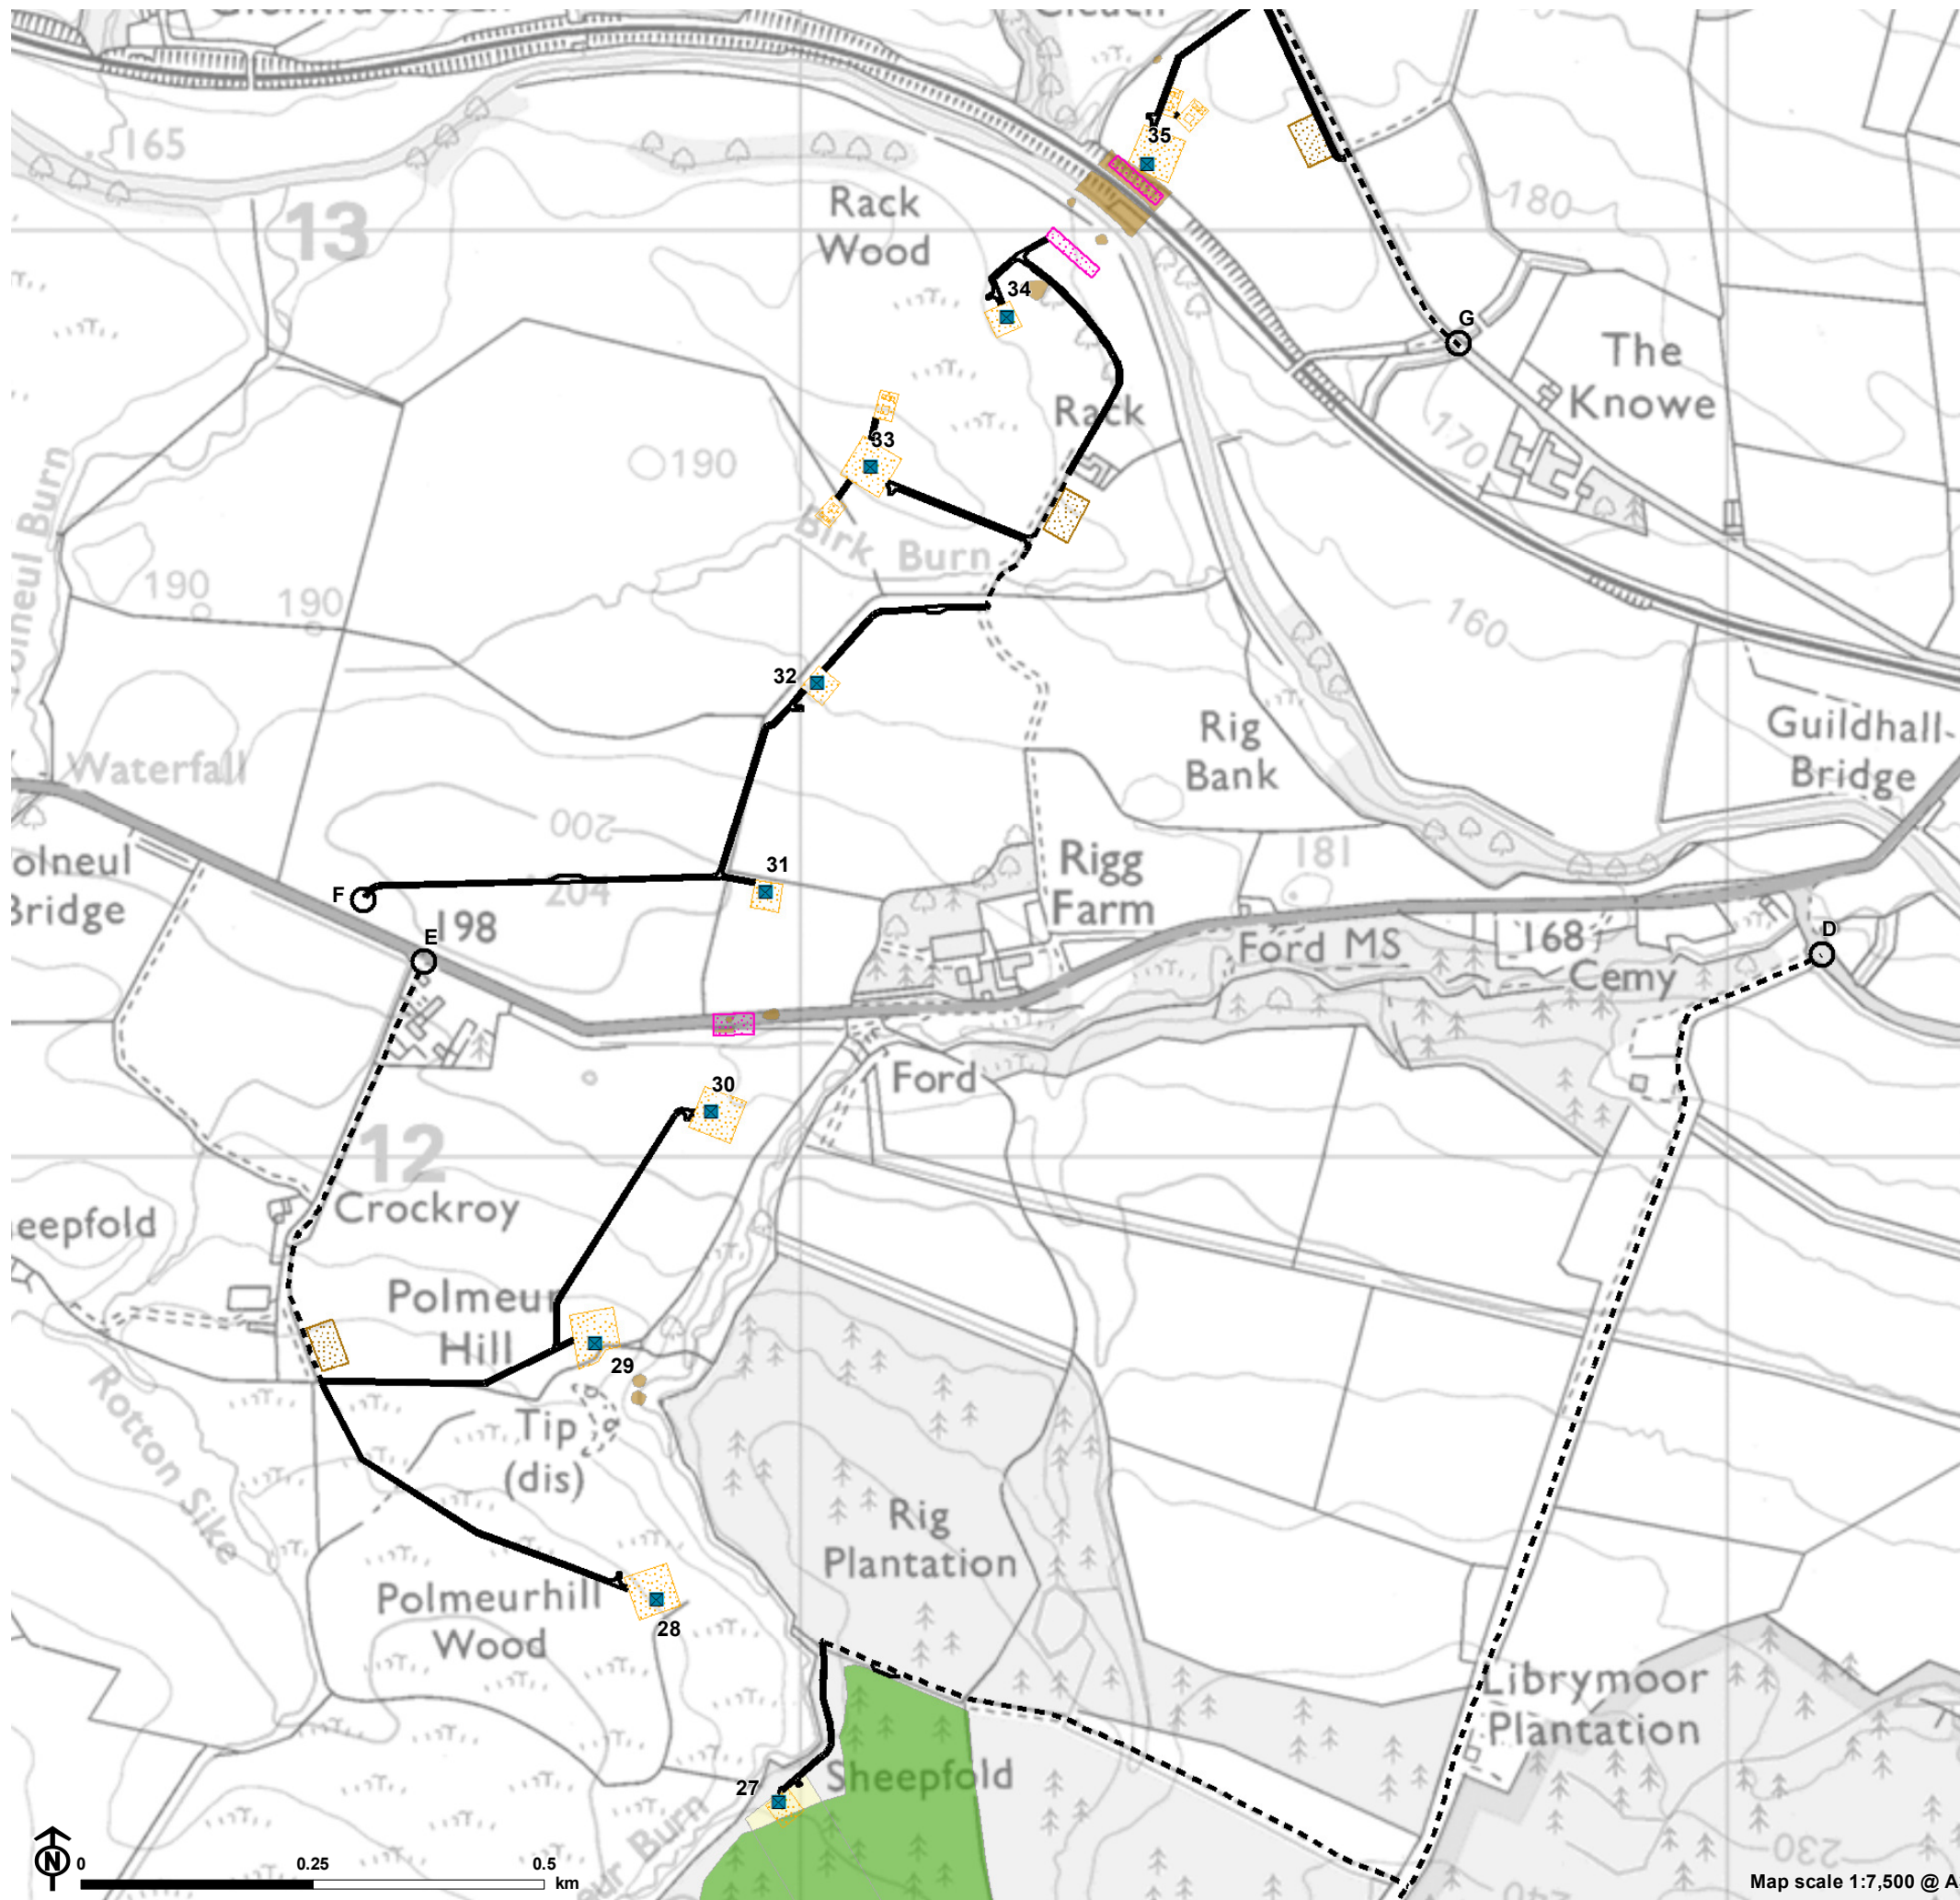 165
13
Rack
Wood
35
180
G
The
Knowe
34
Rack
170
33
190
Birk Burn
190
190
160
32
Rig
Bank
Guildhall
Bridge
Waterfall
200
31
204
F
E
198
Rigg
Farm
181
Ford MS
168
Cemy
D
Bridge
30
Ford
12
Crockroy
Polmeur
Hill
29
Tip
(dis)
Rotton Sike
Rig
Plantation
Polmeurhill
Wood
28
Librymoor
Plantation
27
Sheepfold
Burn
230
240
N
0 0.25 0.5
km
Map scale 1:7,500 @ A